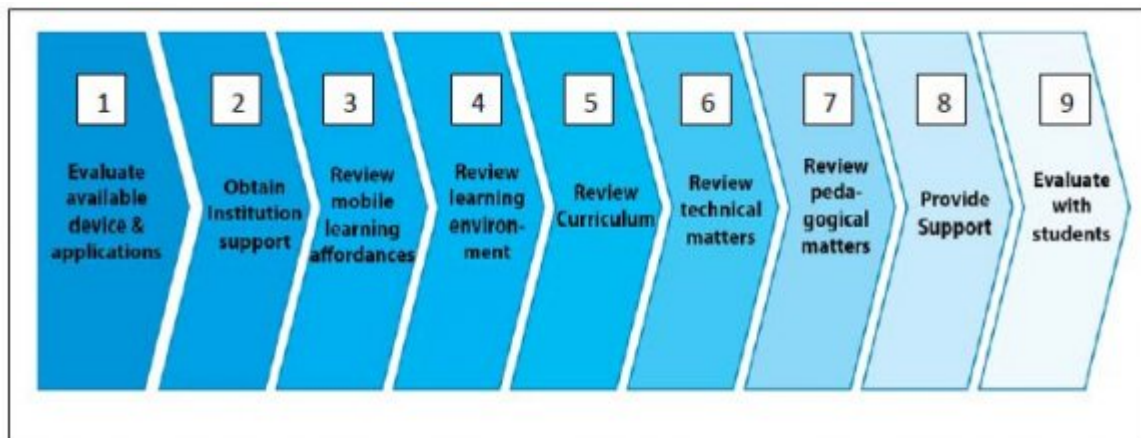 1
Evaluate
available
device &
applications
2
Obtain
Institution
support
3
Review
mobile
learning
affordances
4
Review
learning
environ-
ment
5
Review
Curriculum
6
Review
technical
matters
7
Review
peda-
gogical
matters
8
Provide
Support
9
Evaluate
with
students